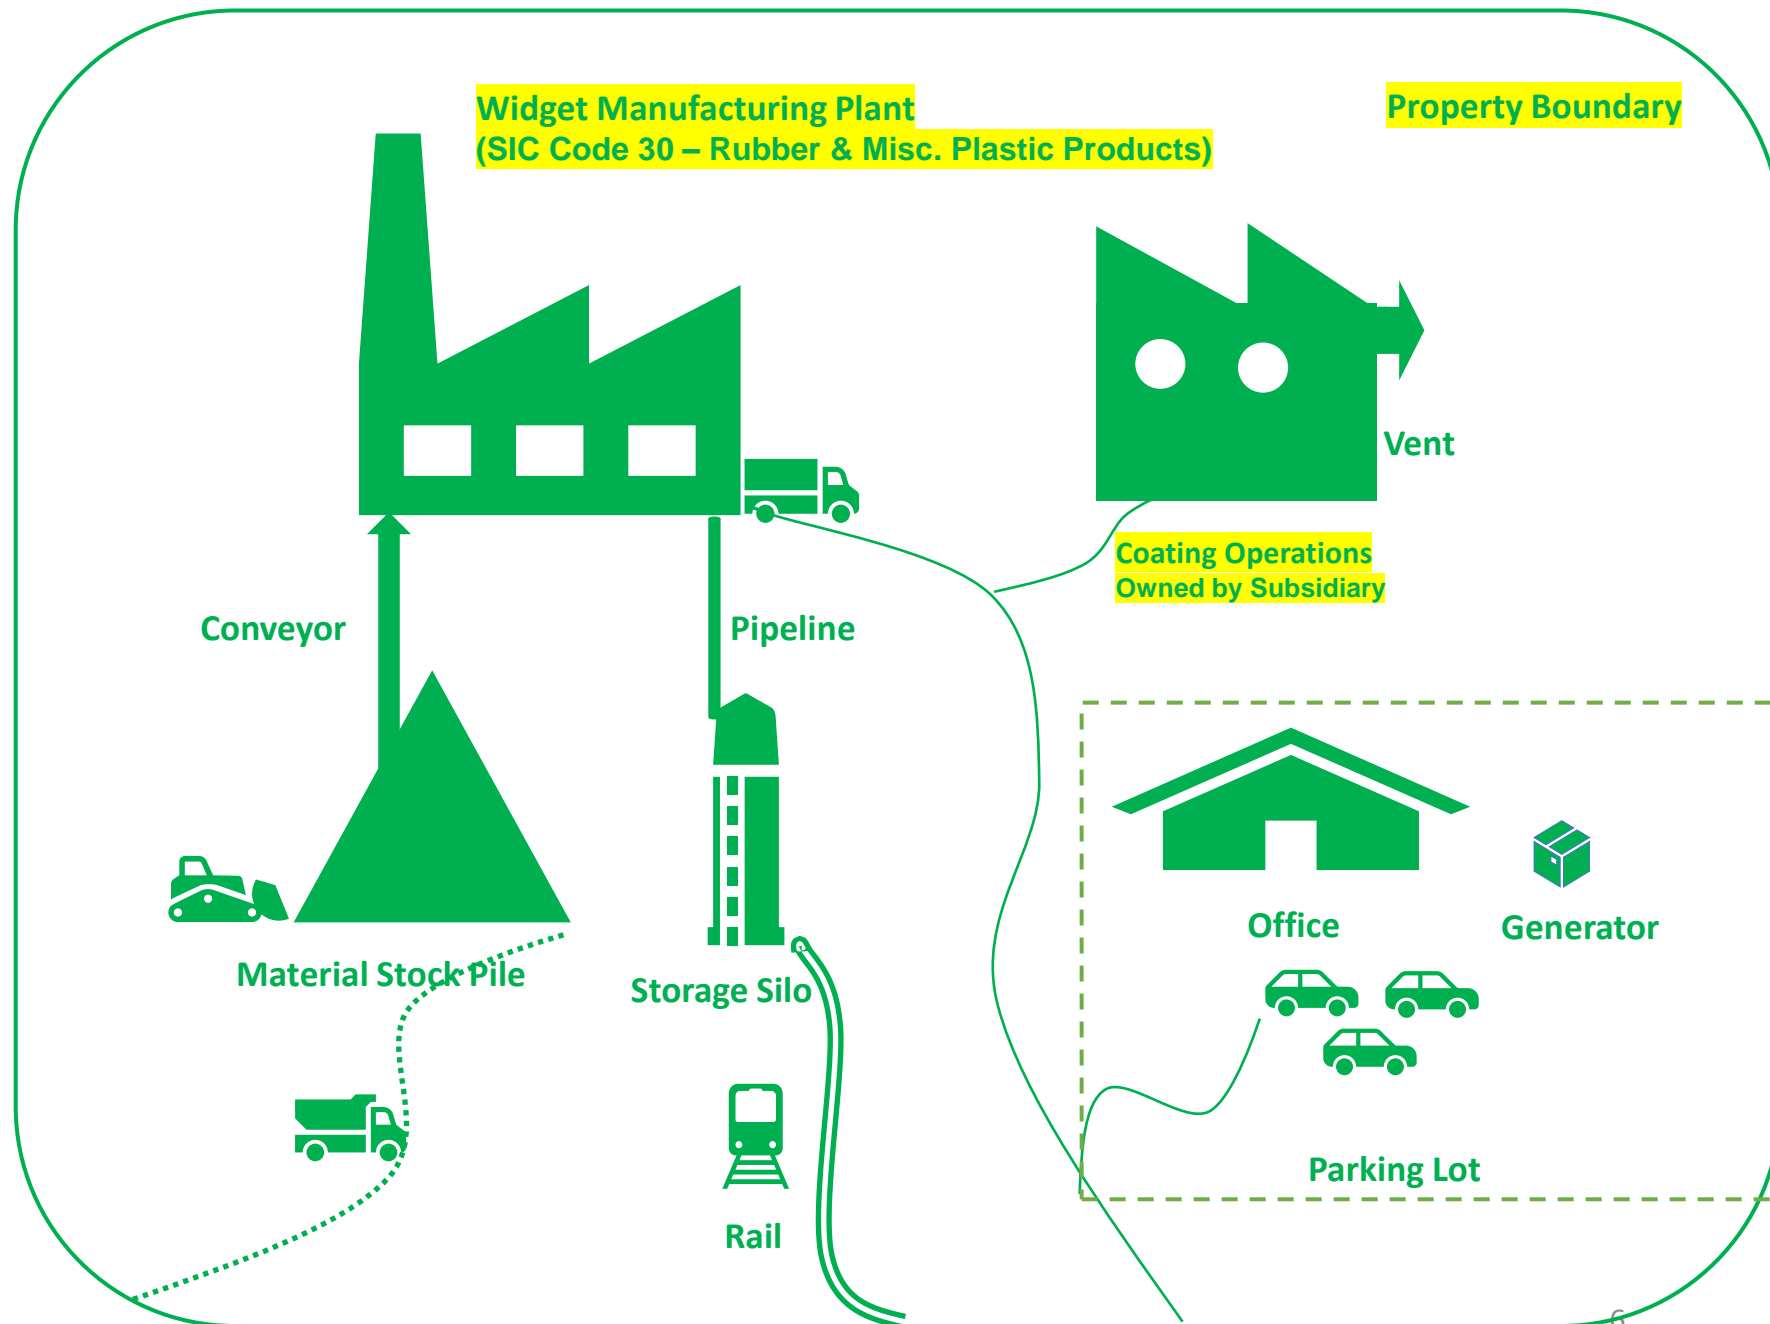 Widget Manufacturing Plant
(SIC Code 30 – Rubber & Misc. Plastic Products)
Property Boundary
Vent
Coating Operations
Owned by Subsidiary
Conveyor
Pipeline
Office
Generator
Material Stock Pile
Storage Silo
Parking Lot
Rail
6